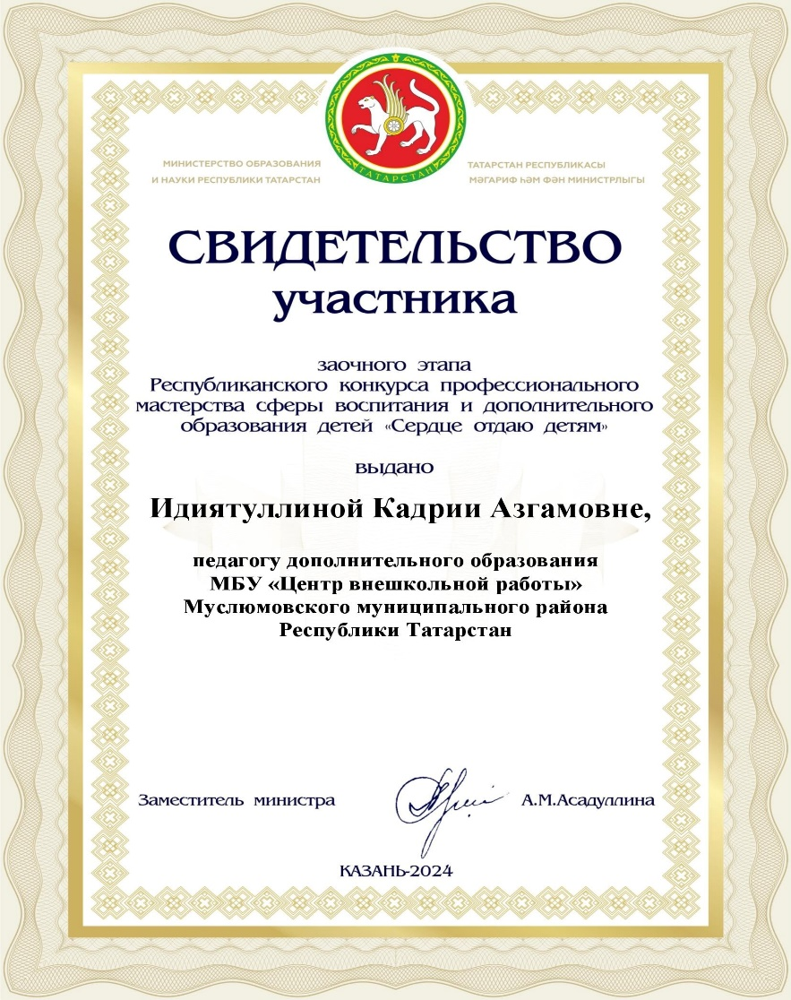 МИНИСТЕРСТВО ОБРАЗОВАНИЯ
И НАУКИ РЕСПУБЛИКИ ТАТАРСТАН
ТАТАРСТАН РЕСПУБЛИКАСЫ
МӘГАРИФ ҺӘМ ФӘН МИНИСТРЛЫГЫ
ТАТАРСТАН
СВИДЕТЕЛЬСТВО
участника
заочного этапа
Республиканского конкурса профессионального
мастерства сферы воспитания и дополнительного
образования детей «Сердце отдаю детям»
выдано
Идиятуллиной Кадрии Азгамовне,
педагогу дополнительного образования
МБУ «Центр внешкольной работы»
Муслюмовского муниципального района
Республики Татарстан
Заместитель министра А.М.Асадуллина
КАЗАНЬ-2024